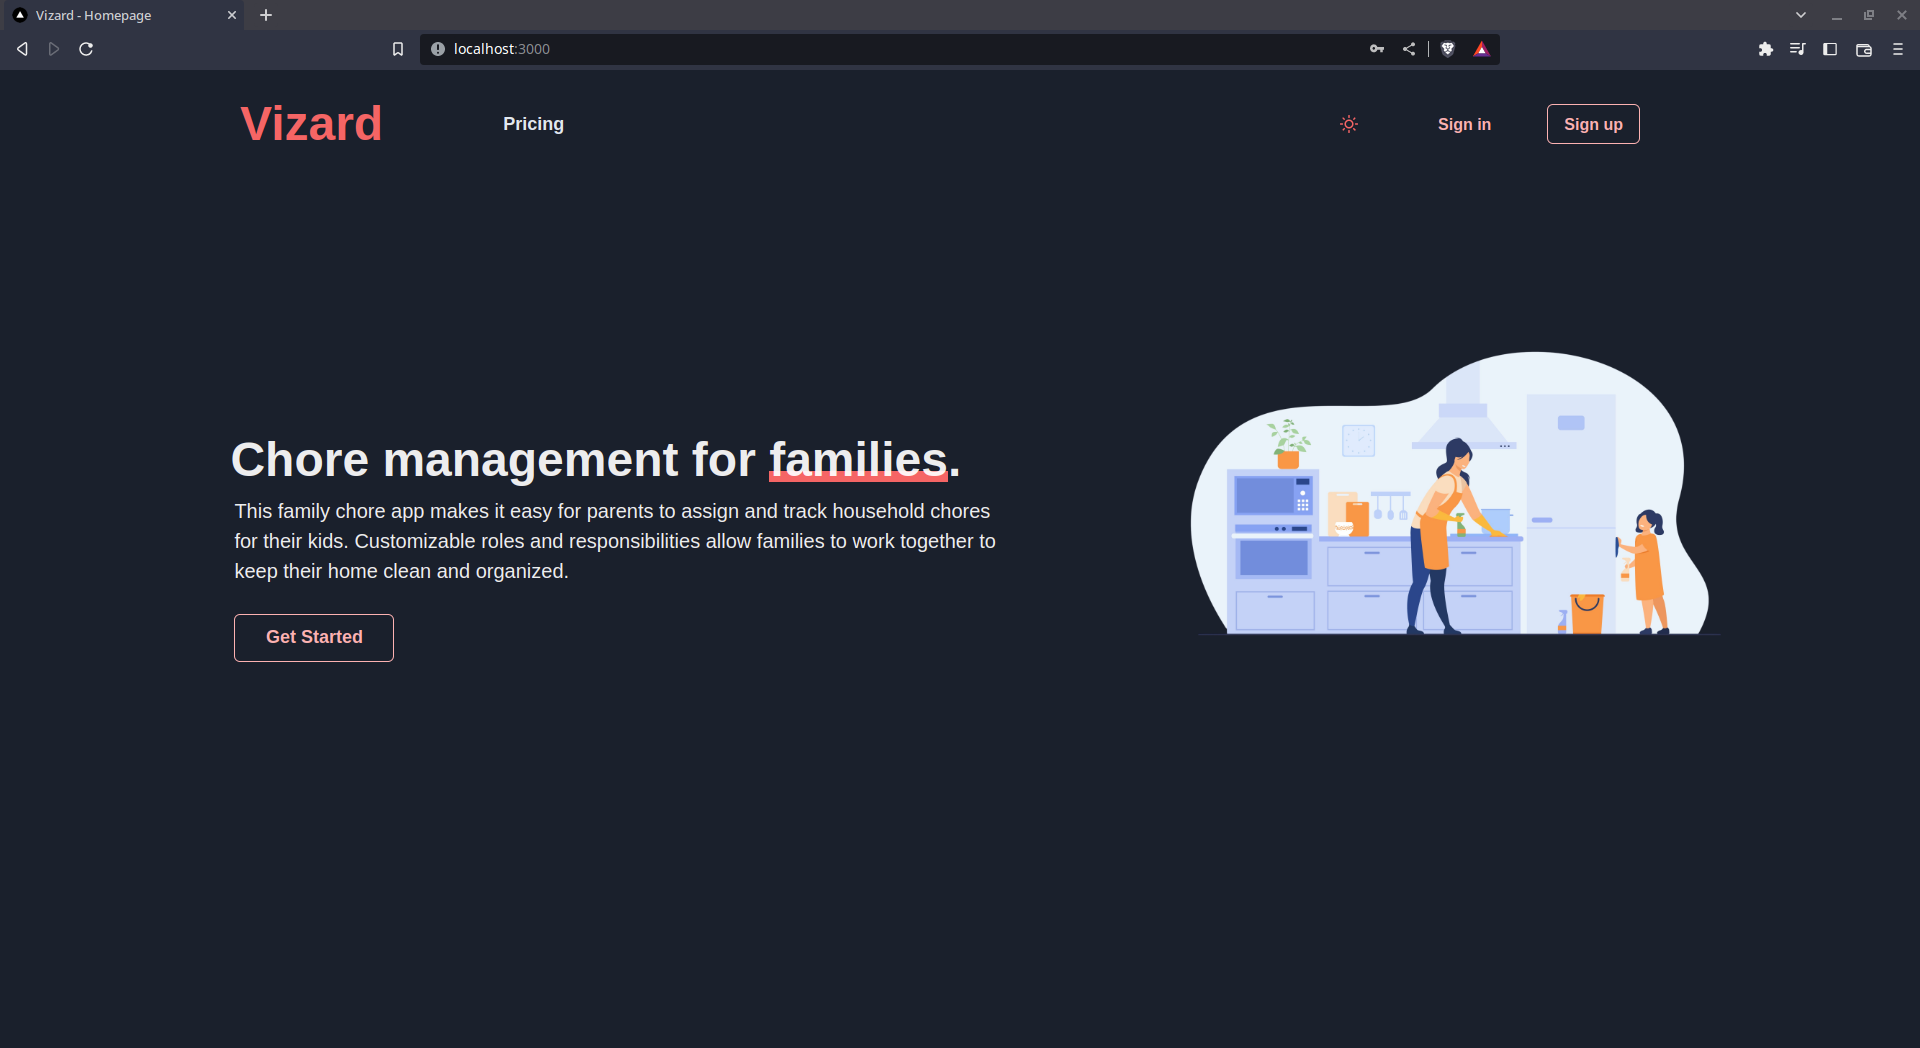 Vizard - Homepage
localhost:3000
Vizard
Pricing
Sign in
Sign up
Chore management for families.
This family chore app makes it easy for parents to assign and track household chores
for their kids. Customizable roles and responsibilities allow families to work together to
keep their home clean and organized.
Get Started